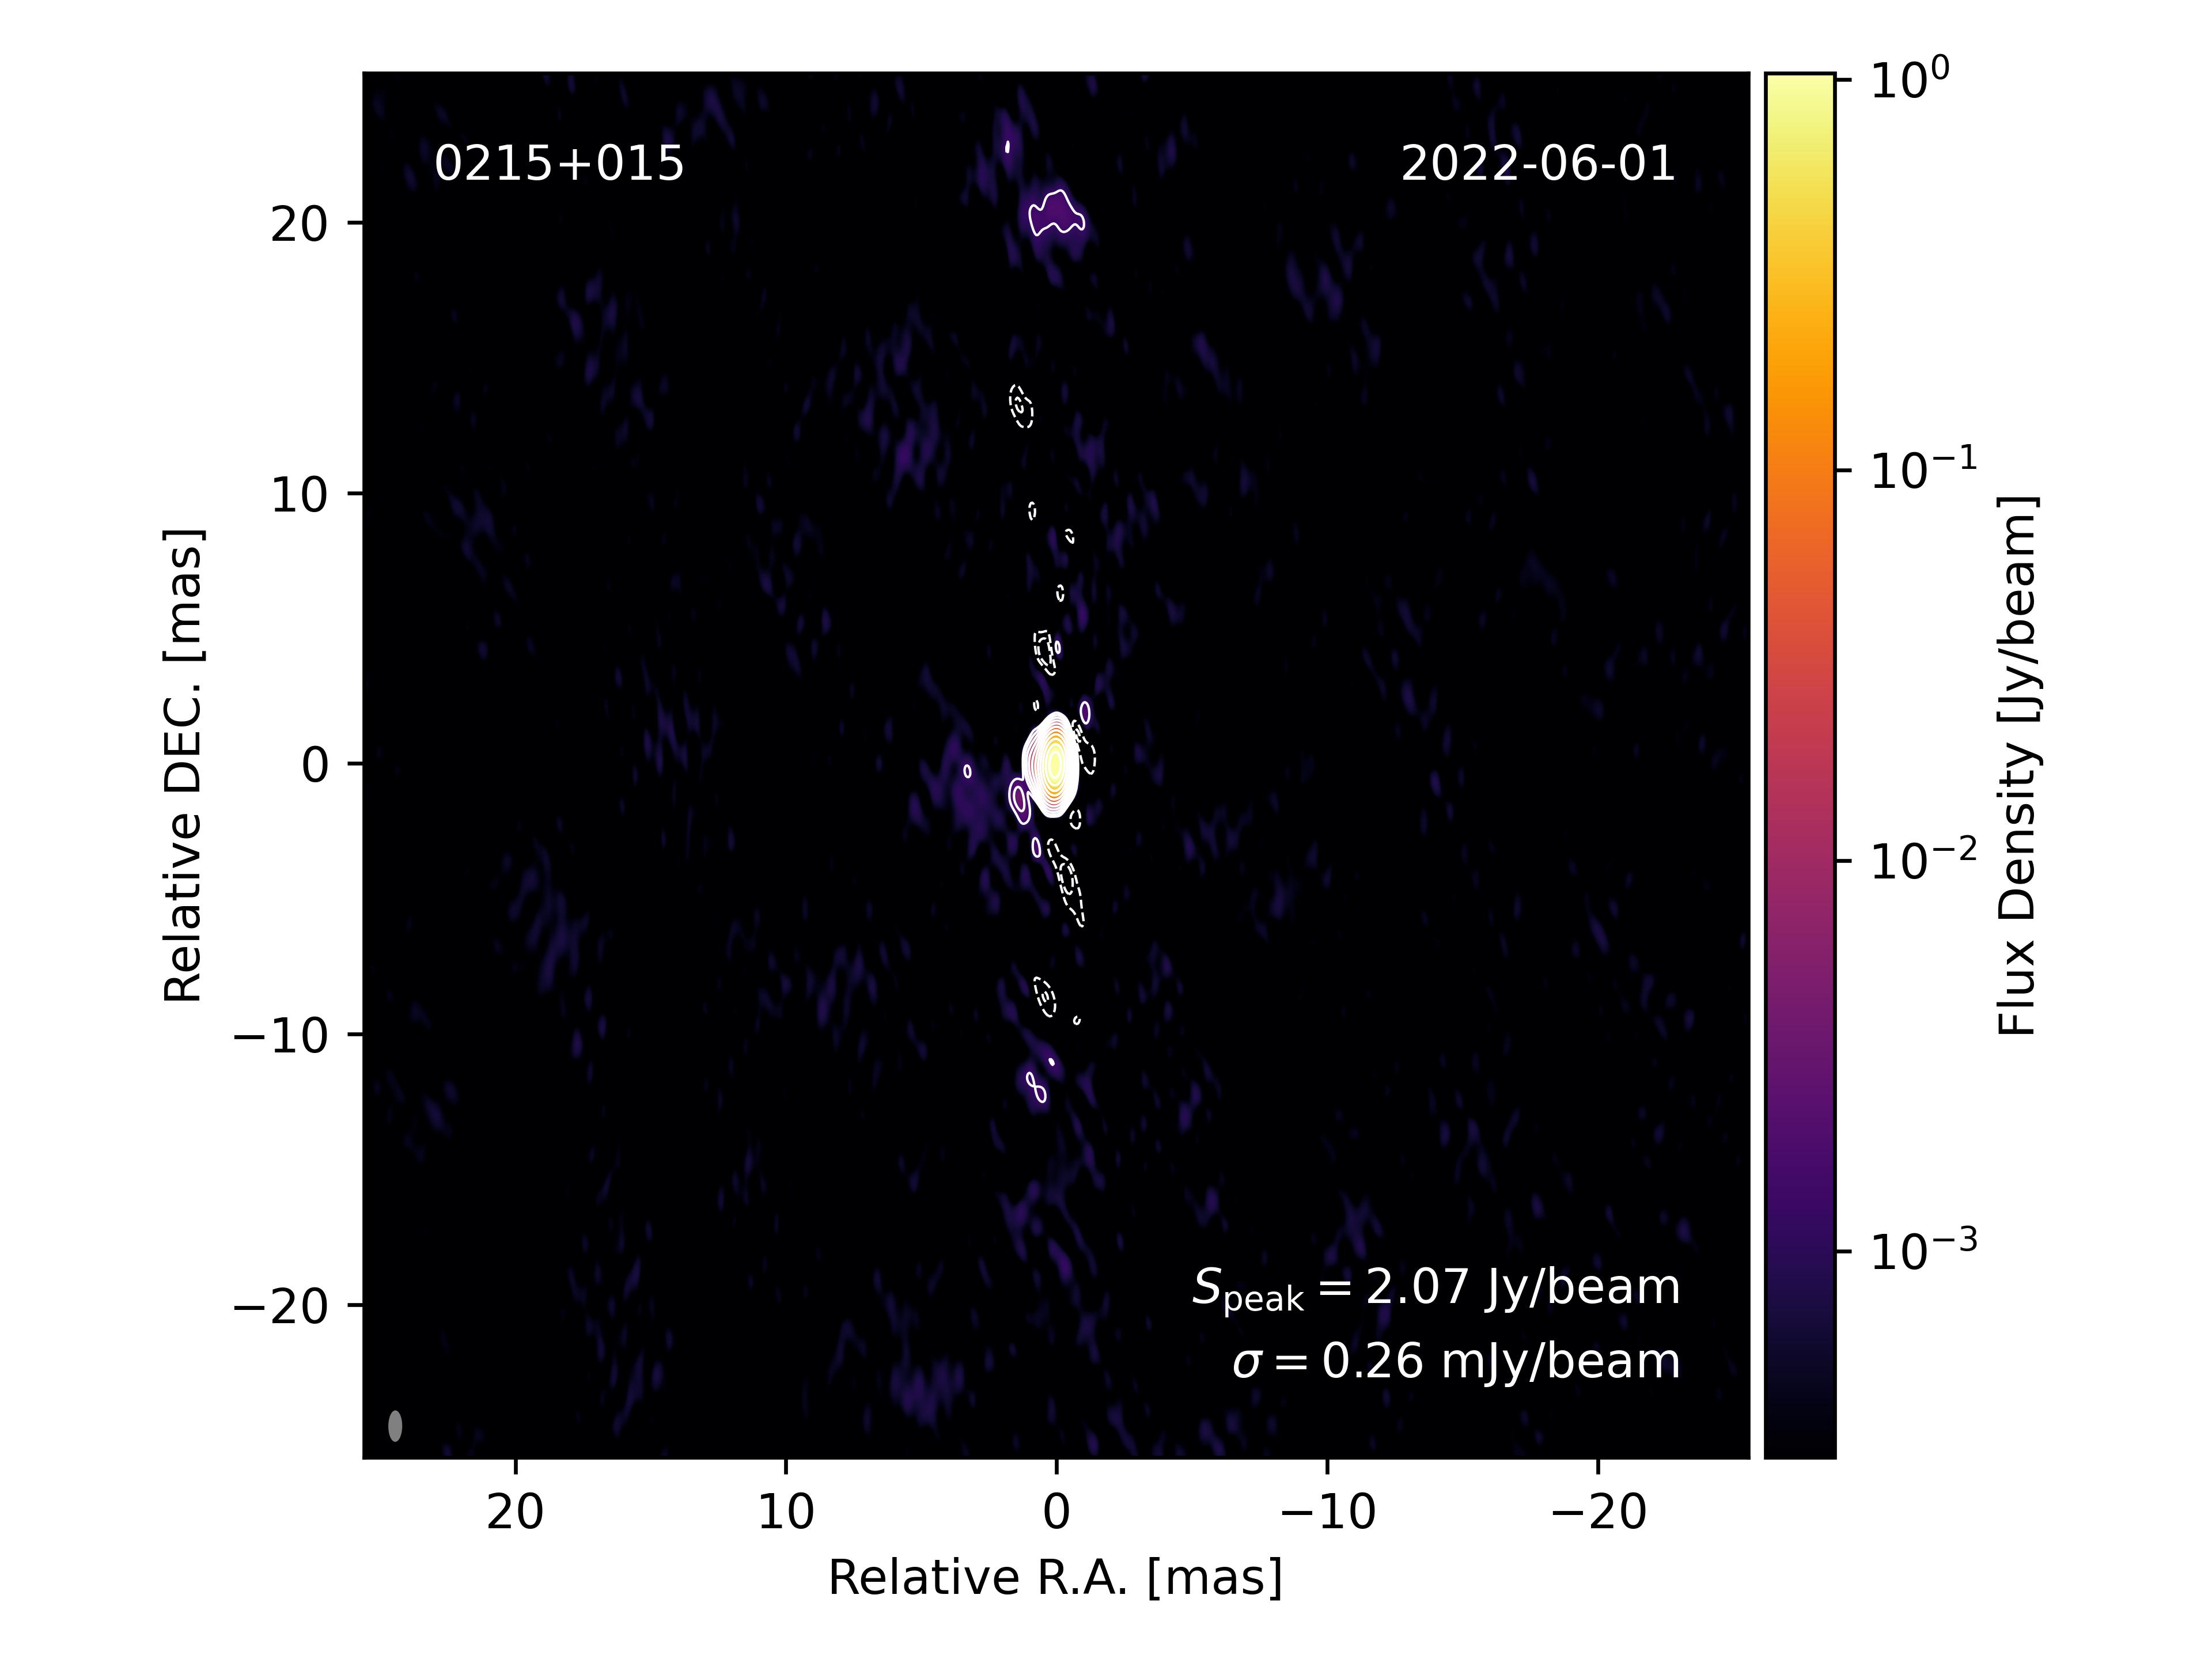 0215+015
2022-06-01
20
10
0
−10
−20
Relative DEC. [mas]
S_peak = 2.07 Jy/beam
σ = 0.26 mJy/beam
20 10 0 −10 −20
Relative R.A. [mas]
10⁰
10⁻¹
10⁻²
10⁻³
Flux Density [Jy/beam]